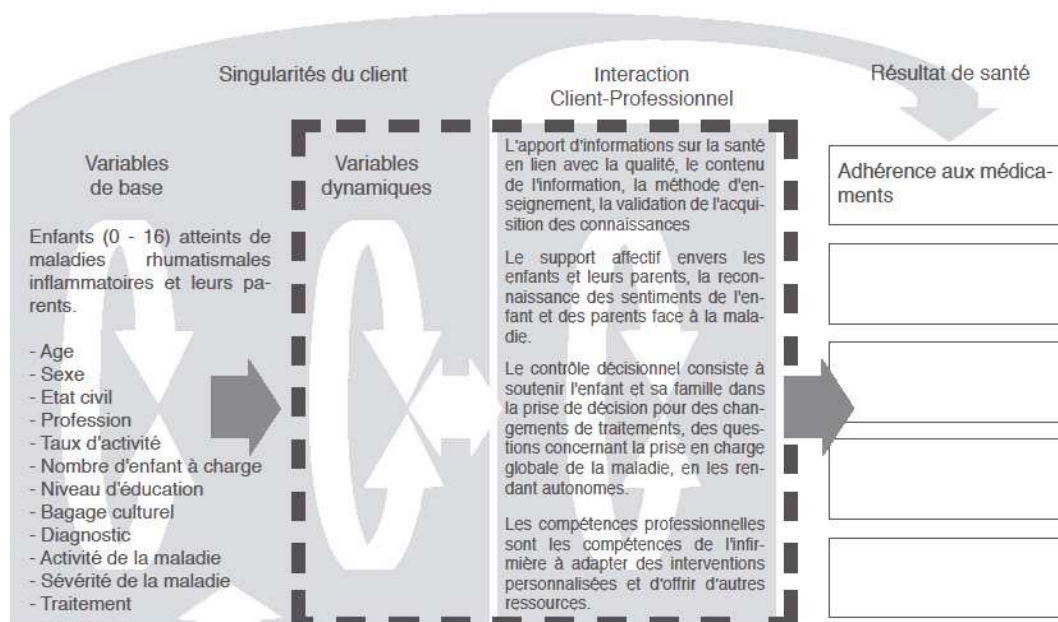 Singularités du client
Interaction
Client-Professionnel
Résultat de santé
Variables
de base
Enfants (0 - 16) atteints de
maladies rhumatismales
inflammatoires et leurs pa-
rents.
- Age
- Sexe
- Etat civil
- Profession
- Taux d'activité
- Nombre d'enfant à charge
- Niveau d'éducation
- Bagage culturel
- Diagnostic
- Activité de la maladie
- Sévérité de la maladie
- Traitement
Variables
dynamiques
L'apport d'informations sur la santé
en lien avec la qualité, le contenu
de l'information, la méthode d'en-
seignement, la validation de l'acqui-
sition des connaissances
Le support affectif envers les
enfants et leurs parents, la recon-
naissance des sentiments de l'en-
fant et des parents face à la mala-
die.
Le contrôle décisionnel consiste à
soutenir l'enfant et sa famille dans
la prise de décision pour des chan-
gements de traitements, des ques-
tions concernant la prise en charge
globale de la maladie, en les ren-
dant autonomes.
Les compétences professionnelles
sont les compétences de l'infir-
mière à adapter des interventions
personnalisées et d'offrir d'autres
ressources.
Adhérence aux médica-
ments